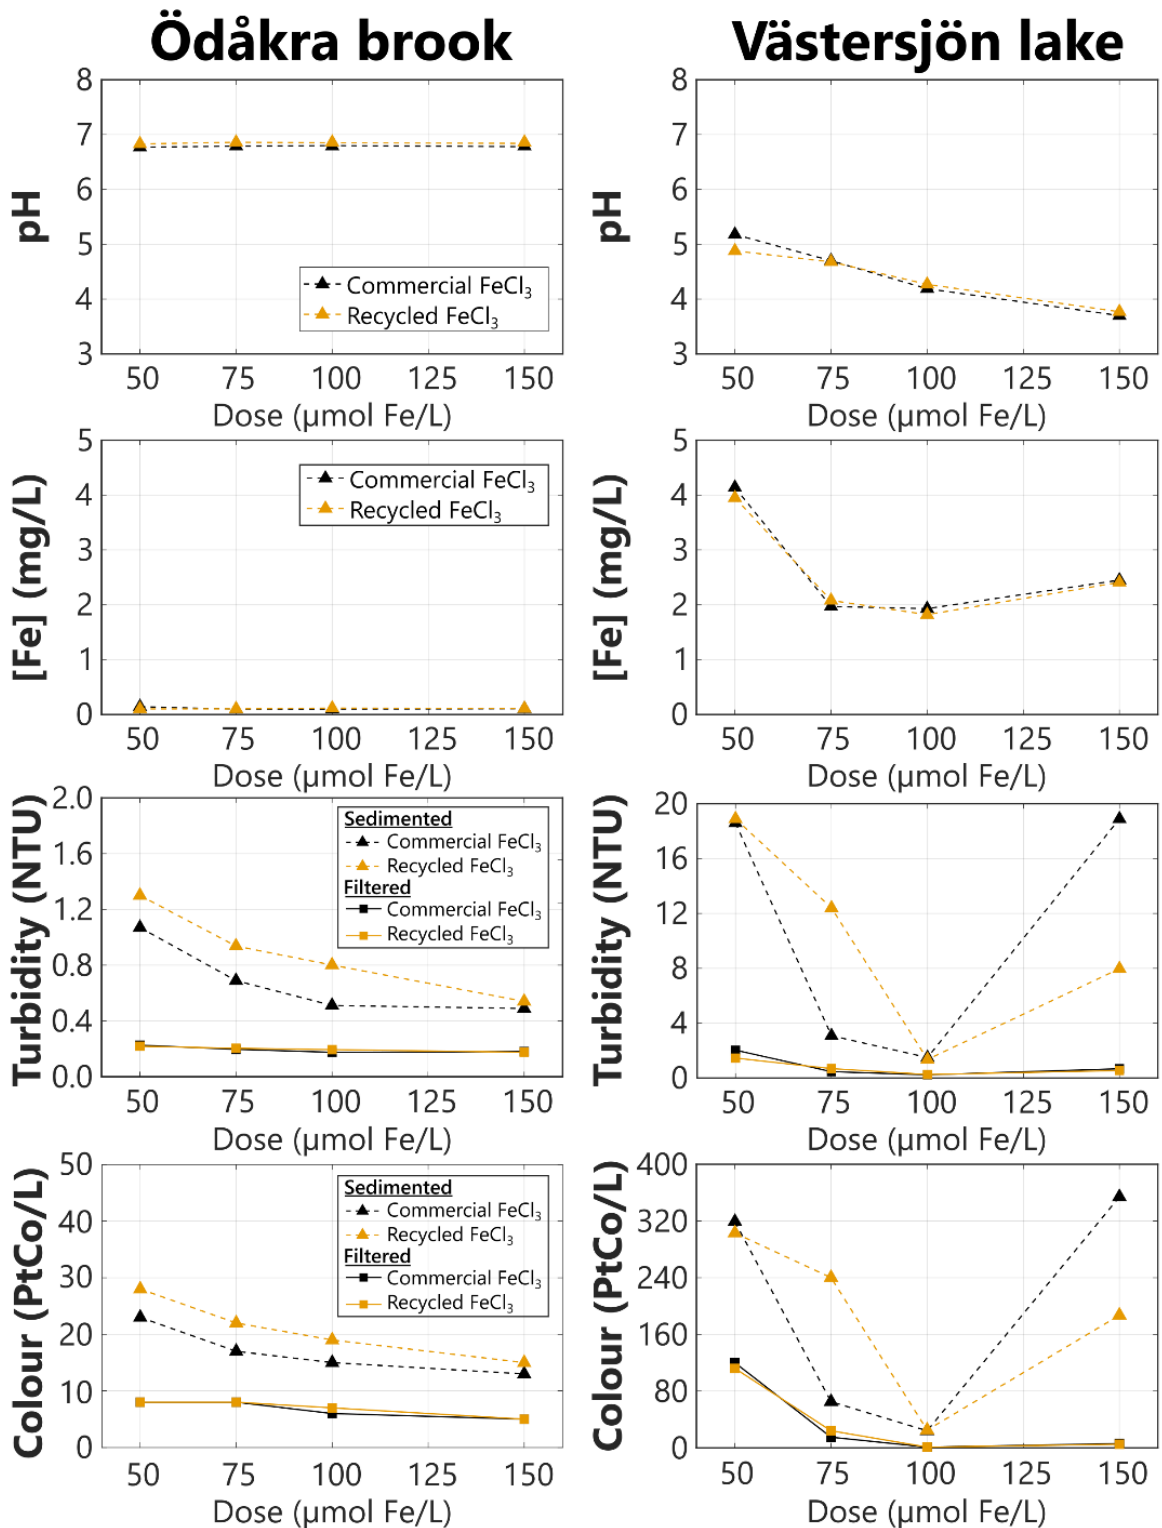 Ödåkra brook
Västersjön lake
8
7
6
5
4
3
pH
Commercial FeCl₃
Recycled FeCl₃
50 75 100 125 150
Dose (µmol Fe/L)
8
7
6
5
4
3
pH
50 75 100 125 150
Dose (µmol Fe/L)
5
4
3
2
1
0
[Fe] (mg/L)
Commercial FeCl₃
Recycled FeCl₃
50 75 100 125 150
Dose (µmol Fe/L)
5
4
3
2
1
0
[Fe] (mg/L)
50 75 100 125 150
Dose (µmol Fe/L)
2.0
1.6
1.2
0.8
0.4
0.0
Turbidity (NTU)
Sedimented
Commercial FeCl₃
Recycled FeCl₃
Filtered
Commercial FeCl₃
Recycled FeCl₃
50 75 100 125 150
Dose (µmol Fe/L)
20
16
12
8
4
0
Turbidity (NTU)
50 75 100 125 150
Dose (µmol Fe/L)
50
40
30
20
10
0
Colour (PtCo/L)
Sedimented
Commercial FeCl₃
Recycled FeCl₃
Filtered
Commercial FeCl₃
Recycled FeCl₃
50 75 100 125 150
Dose (µmol Fe/L)
400
320
240
160
80
0
Colour (PtCo/L)
50 75 100 125 150
Dose (µmol Fe/L)